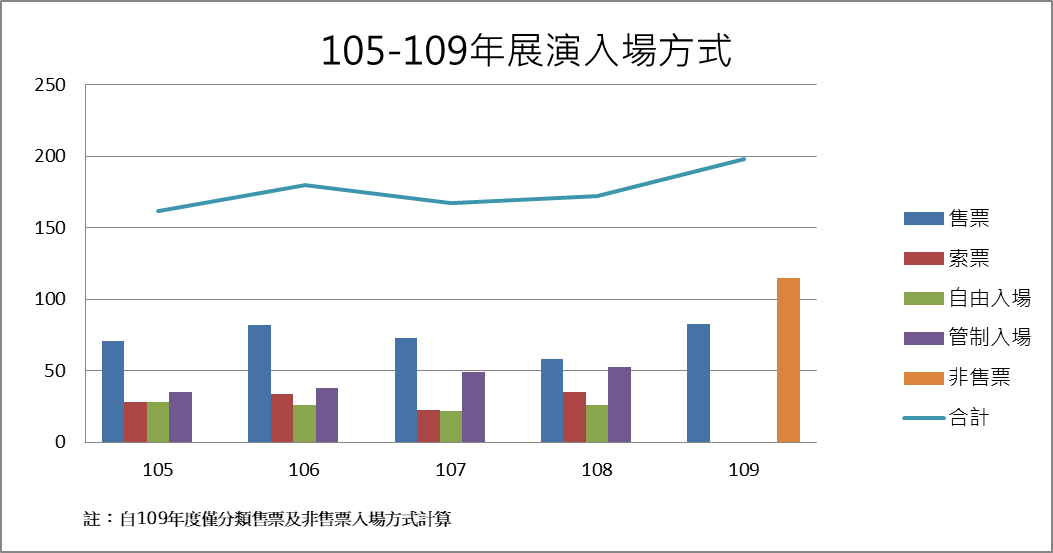 105-109年展演入場方式
250
200
150
100
50
0
105 106 107 108 109
售票
索票
自由入場
管制入場
非售票
合計
註：自109年度僅分類售票及非售票入場方式計算